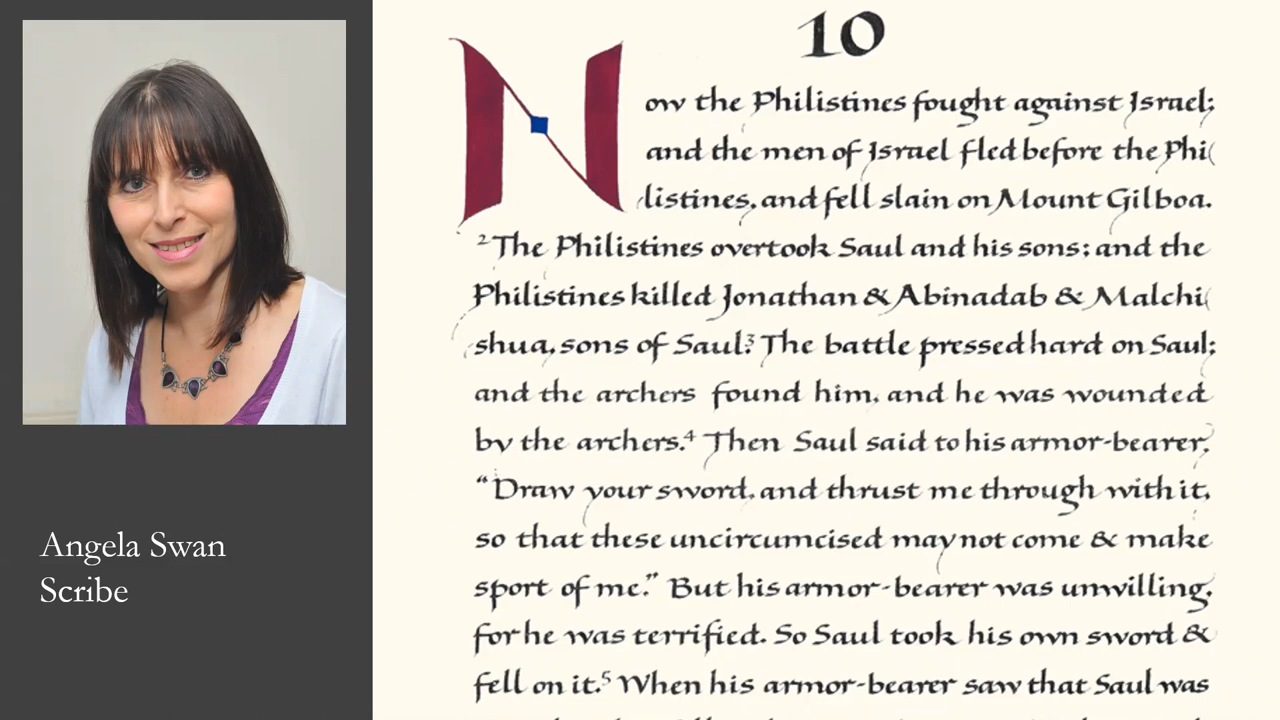 Angela Swan
Scribe
10
Now the Philistines fought against Israel;
and the men of Israel fled before the Phi
listines, and fell slain on Mount Gilboa.
²The Philistines overtook Saul and his sons; and the
Philistines killed Jonathan & Abinadab & Malchi
shua, sons of Saul.³ The battle pressed hard on Saul;
and the archers found him, and he was wounded
by the archers.⁴ Then Saul said to his armor-bearer,
“Draw your sword, and thrust me through with it,
so that these uncircumcised may not come & make
sport of me.” But his armor-bearer was unwilling,
for he was terrified. So Saul took his own sword &
fell on it.⁵ When his armor-bearer saw that Saul was